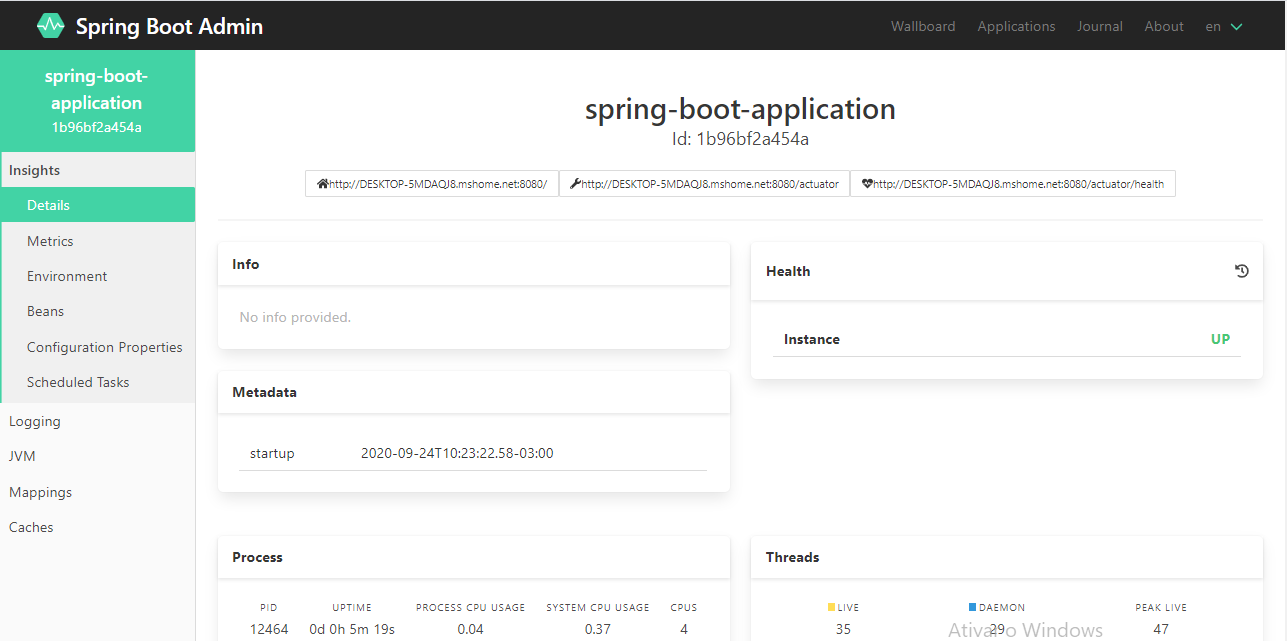 Spring Boot Admin
Wallboard Applications Journal About en
spring-boot-
application
1b96bf2a454a
Insights
Details
Metrics
Environment
Beans
Configuration Properties
Scheduled Tasks
Logging
JVM
Mappings
Caches
spring-boot-application
Id: 1b96bf2a454a
http://DESKTOP-5MDAQJ8.mshome.net:8080/ http://DESKTOP-5MDAQJ8.mshome.net:8080/actuator http://DESKTOP-5MDAQJ8.mshome.net:8080/actuator/health
Info
No info provided.
Health
Instance UP
Metadata
startup 2020-09-24T10:23:22.58-03:00
Process
PID UPTIME PROCESS CPU USAGE SYSTEM CPU USAGE CPUS
12464 0d 0h 5m 19s 0.04 0.37 4
Threads
LIVE DAEMON PEAK LIVE
35 29 47
Ativar o Windows